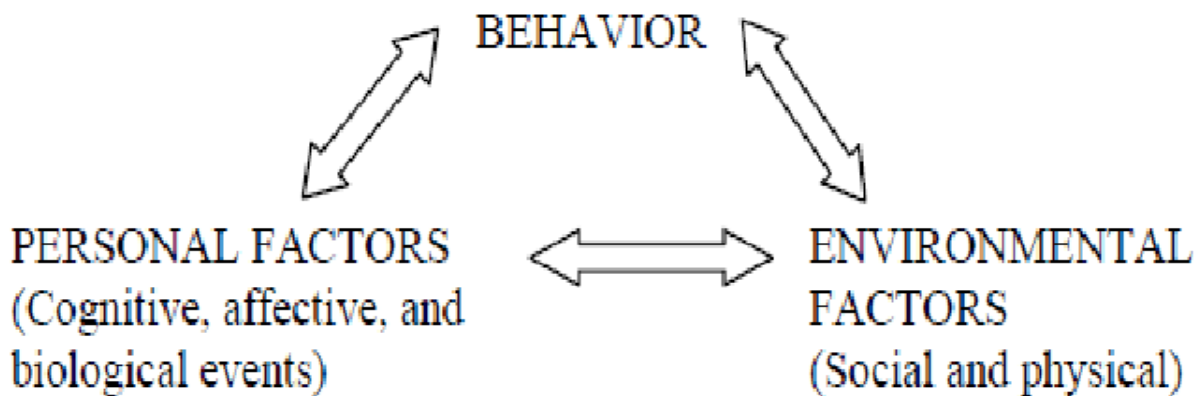 BEHAVIOR
PERSONAL FACTORS
(Cognitive, affective, and
biological events)
ENVIRONMENTAL
FACTORS
(Social and physical)